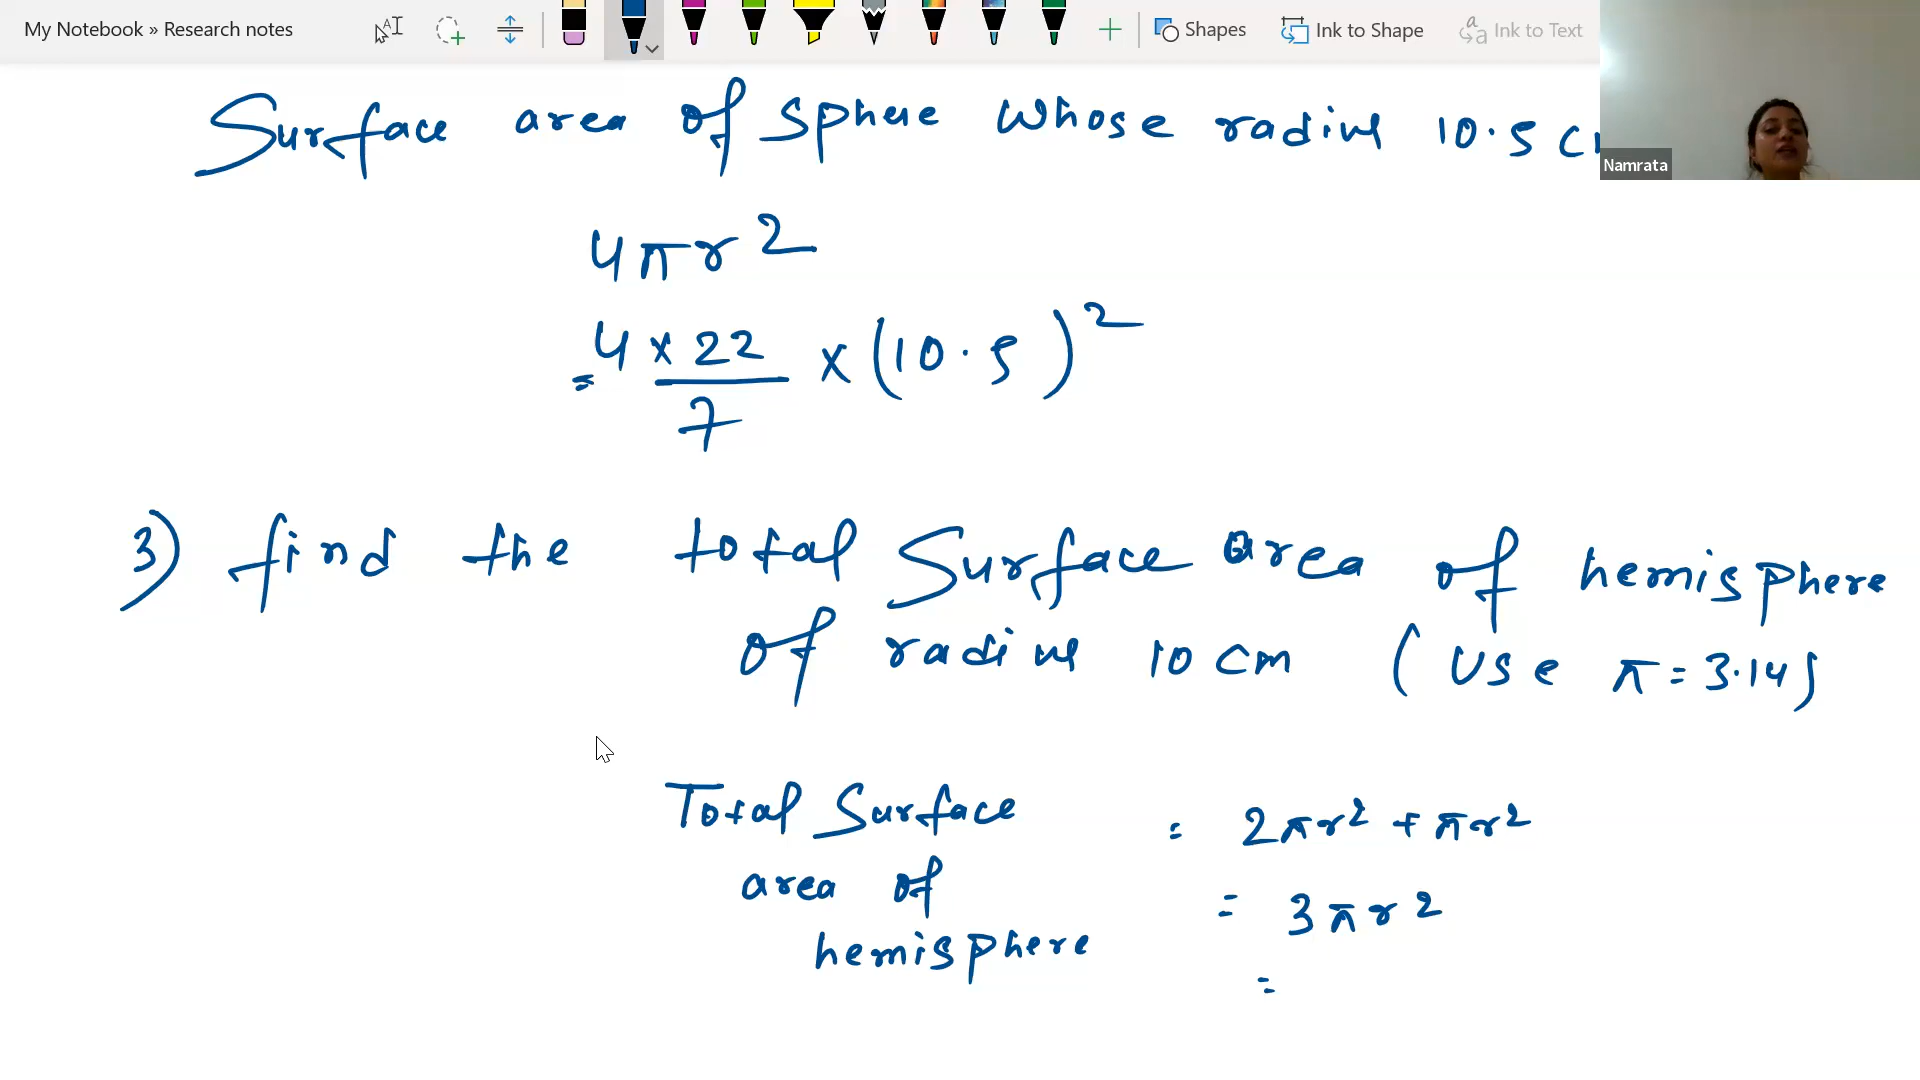 My Notebook » Research notes
Shapes
Ink to Shape
Ink to Text
Surface area of sphere whose radius 10.5 c
Namrata
4πr²
= 4 × 22/7 × (10.5)²
3) find the total Surface area of hemisphere
of radius 10 cm (Use π = 3.14)
Total Surface = 2πr² + πr²
area of = 3πr²
hemisphere =